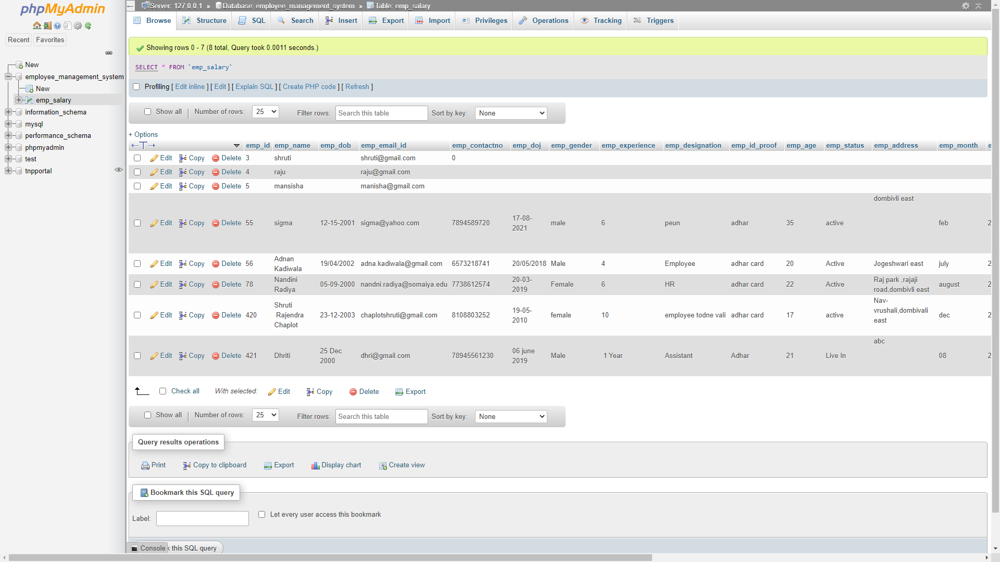 phpMyAdmin
Recent Favorites
New
employee_management_system
New
emp_salary
information_schema
mysql
performance_schema
phpmyadmin
test
tnpportal
Server: 127.0.0.1 » Database: employee_management_system » Table: emp_salary
Browse Structure SQL Search Insert Export Import Privileges Operations Tracking Triggers
Showing rows 0 - 7 (8 total, Query took 0.0011 seconds.)
SELECT * FROM `emp_salary`
Profiling [ Edit inline ] [ Edit ] [ Explain SQL ] [ Create PHP code ] [ Refresh ]
Show all Number of rows: 25 Filter rows: Search this table Sort by key: None
+ Options
←T→ emp_id emp_name emp_dob emp_email_id emp_contactno emp_doj emp_gender emp_experience emp_designation emp_id_proof emp_age emp_status emp_address emp_month e
Edit Copy Delete 3 shruti shruti@gmail.com 0
Edit Copy Delete 4 raju raju@gmail.com
Edit Copy Delete 5 mansisha manisha@gmail.com
dombivli east
17-08-
Edit Copy Delete 55 sigma 12-15-2001 sigma@yahoo.com 7894589720 male 6 peun adhar 35 active feb 2
2021
Adnan
Edit Copy Delete 56 19/04/2002 adna.kadiwala@gmail.com 6573218741 20/05/2018 Male 4 Employee adhar card 20 Active Jogeshwari east july 2
Kadiwala
Nandini 20-03- Raj park ,rajaji
Edit Copy Delete 78 05-09-2000 nandni.radiya@somaiya.edu 7738612574 Female 6 HR adhar card 22 Active august 2
Radiya 2019 road,dombivli east
Nav-
Shruti 19-05- vrushali,dombivali
Edit Copy Delete 420 Rajendra 23-12-2003 chaplotshruti@gmail.com 8108803252 female 10 employee todne vali adhar card 17 active dec 2
Chaplot 2010 east
abc
25 Dec 06 june
Edit Copy Delete 421 Dhriti dhri@gmail.com 78945561230 Male 1 Year Assistant Adhar 21 Live In 08 2
2000 2019
Check all With selected: Edit Copy Delete Export
Show all Number of rows: 25 Filter rows: Search this table Sort by key: None
Query results operations
Print Copy to clipboard Export Display chart Create view
Bookmark this SQL query
Label: Let every user access this bookmark
Console k this SQL query